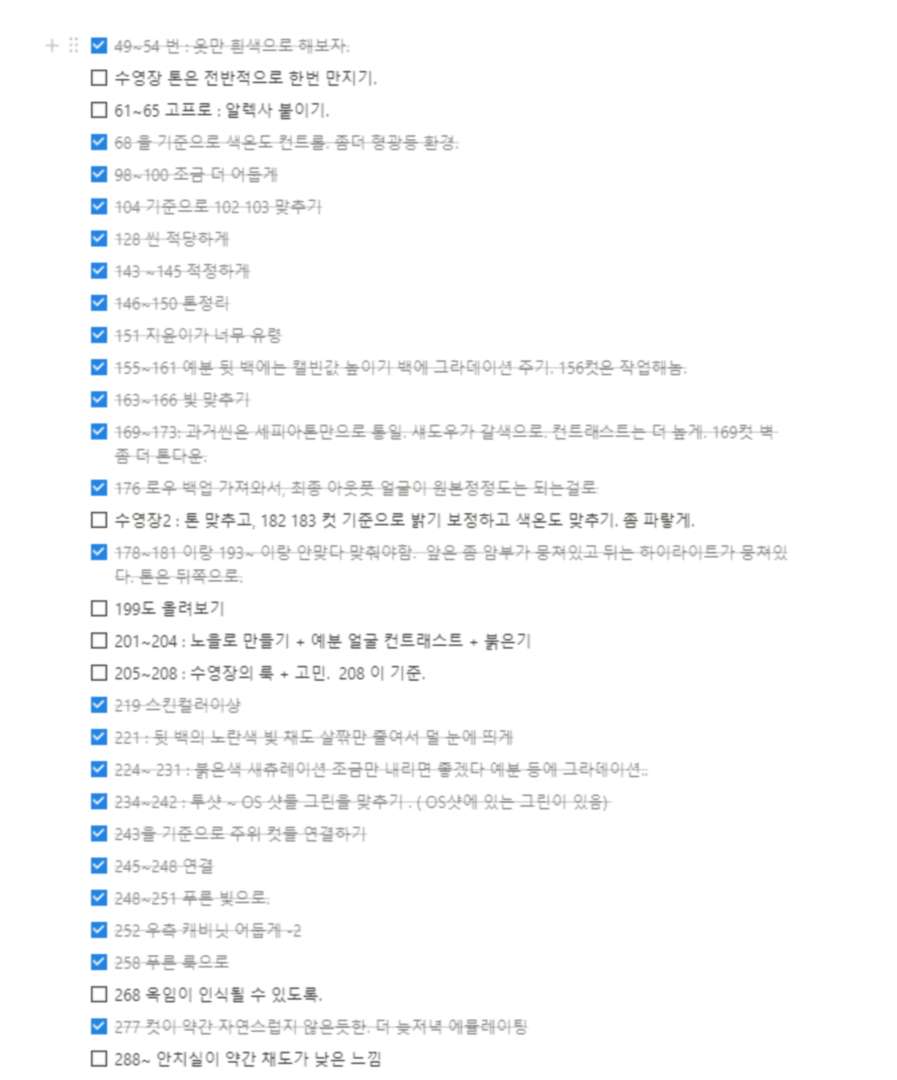 49~54 번 : 옷만 흰색으로 해보자.
수영장 톤은 전반적으로 한번 만지기.
61~65 고프로 : 알렉사 붙이기.
68 을 기준으로 색온도 컨트롤. 좀더 형광등 환경.
98~100 조금 더 어둡게
104 기준으로 102 103 맞추기
128 씬 적당하게
143 ~145 적정하게
146~150 톤정리
151 지윤이가 너무 유령
155~161 예분 뒷 백에는 캘빈값 높이기 백에 그라데이션 주기. 156컷은 작업해놈.
163~166 빛 맞추기
169~173: 과거씬은 세피아톤만으로 통일. 섀도우가 갈색으로. 컨트래스트는 더 높게. 169컷 벽
좀 더 톤다운.
176 로우 백업 가져와서, 최종 아웃풋 얼굴이 원본정정도는 되는걸로
수영장2 : 톤 맞추고, 182 183 컷 기준으로 밝기 보정하고 색온도 맞추기. 좀 파랗게.
178~181 이랑 193~ 이랑 안맞다 맞춰야함. 앞은 좀 암부가 뭉쳐있고 뒤는 하이라이트가 뭉쳐있
다. 톤은 뒤쪽으로.
199도 올려보기
201~204 : 노을로 만들기 + 예분 얼굴 컨트래스트 + 붉은기
205~208 : 수영장의 룩 + 고민. 208 이 기준.
219 스킨컬러이상
221 : 뒷 백의 노란색 빛 채도 살짝만 줄여서 덜 눈에 띄게
224~ 231 : 붉은색 새츄레이션 조금만 내리면 좋겠다 예분 등에 그라데이션..
234~242 : 투샷 ~ OS 샷들 그린을 맞추기 . ( OS샷에 있는 그린이 있음)
243을 기준으로 주위 컷들 연결하기
245~248 연결
248~251 푸른 빛으로.
252 우측 캐비닛 어둡게 -2
258 푸른 룩으로
268 옥임이 인식될 수 있도록.
277 컷이 약간 자연스럽지 않은듯한. 더 늦저녁 에뮬레이팅
288~ 안치실이 약간 채도가 낮은 느낌